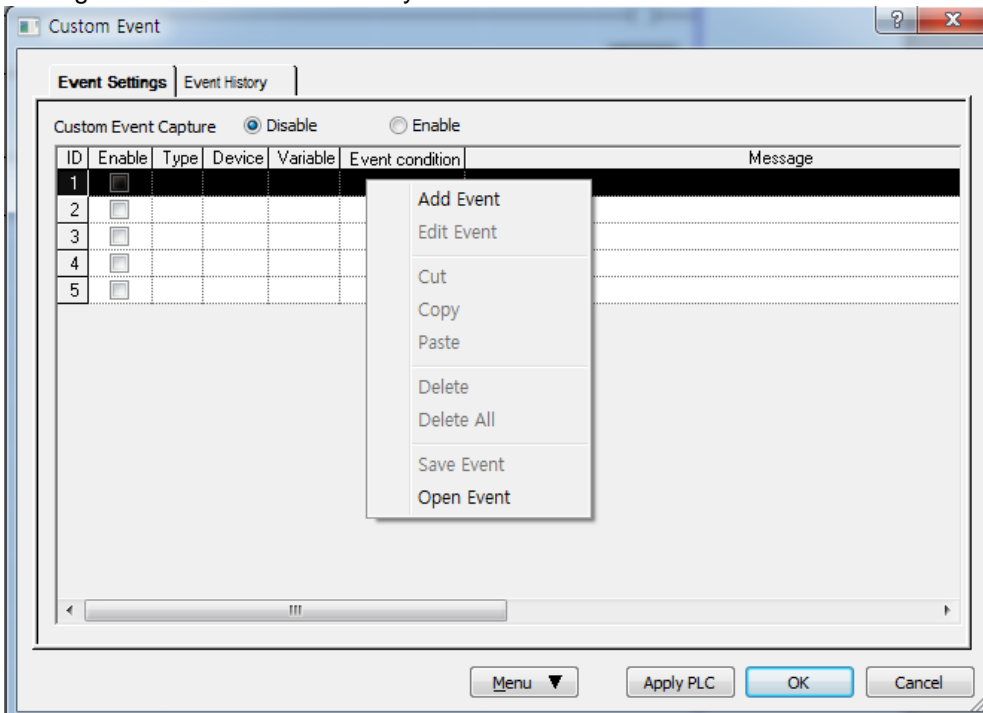 Custom Event
Event Settings Event History
Custom Event Capture Disable Enable
ID Enable Type Device Variable Event condition Message
1
2
3
4
5
Add Event
Edit Event
Cut
Copy
Paste
Delete
Delete All
Save Event
Open Event
Menu ▼ Apply PLC OK Cancel